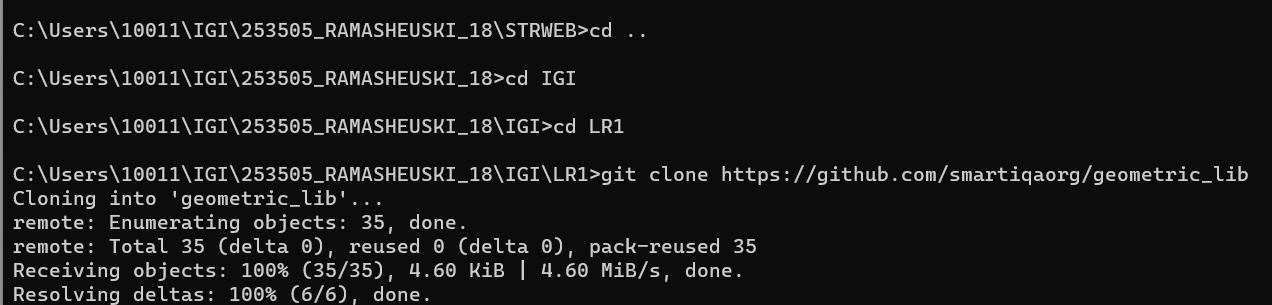 C:\Users\10011\IGI\253505_RAMASHEUSKI_18\STRWEB>cd ..
C:\Users\10011\IGI\253505_RAMASHEUSKI_18>cd IGI
C:\Users\10011\IGI\253505_RAMASHEUSKI_18\IGI>cd LR1
C:\Users\10011\IGI\253505_RAMASHEUSKI_18\IGI\LR1>git clone https://github.com/smartiqaorg/geometric_lib
Cloning into 'geometric_lib'...
remote: Enumerating objects: 35, done.
remote: Total 35 (delta 0), reused 0 (delta 0), pack-reused 35
Receiving objects: 100% (35/35), 4.60 KiB | 4.60 MiB/s, done.
Resolving deltas: 100% (6/6), done.